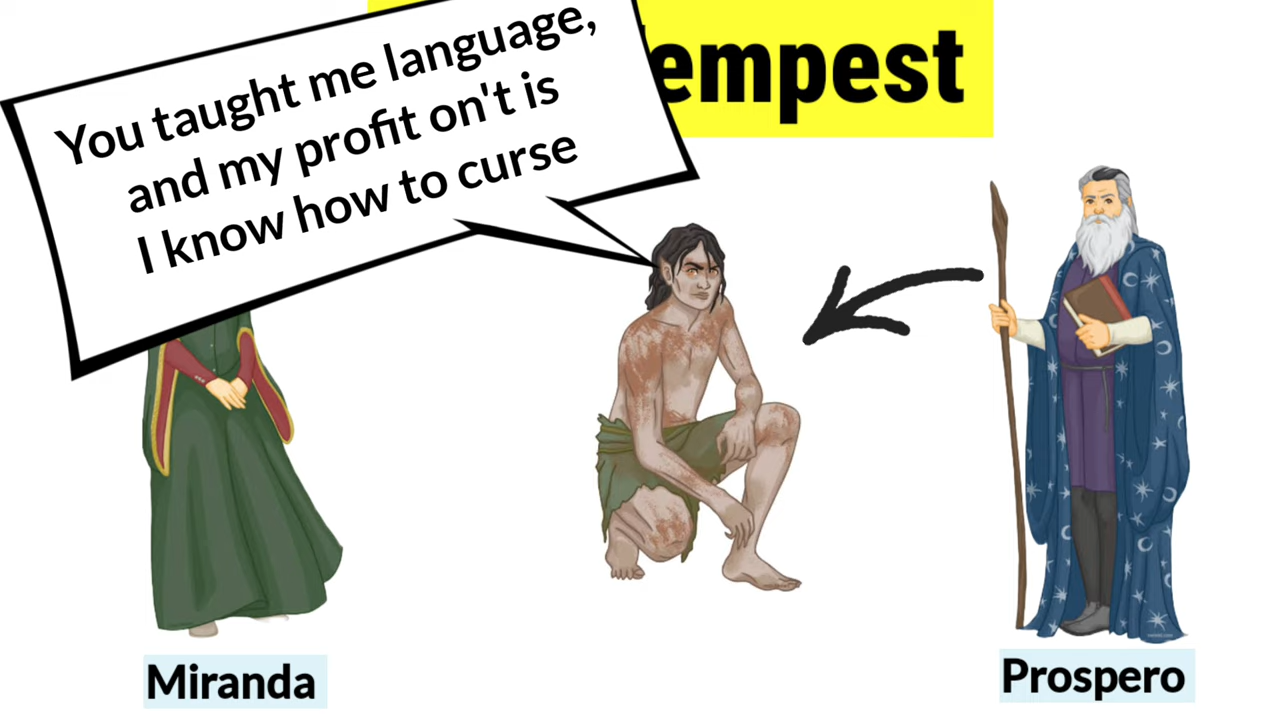 empest
You taught me language,
and my profit on't is
I know how to curse
Miranda
Prospero